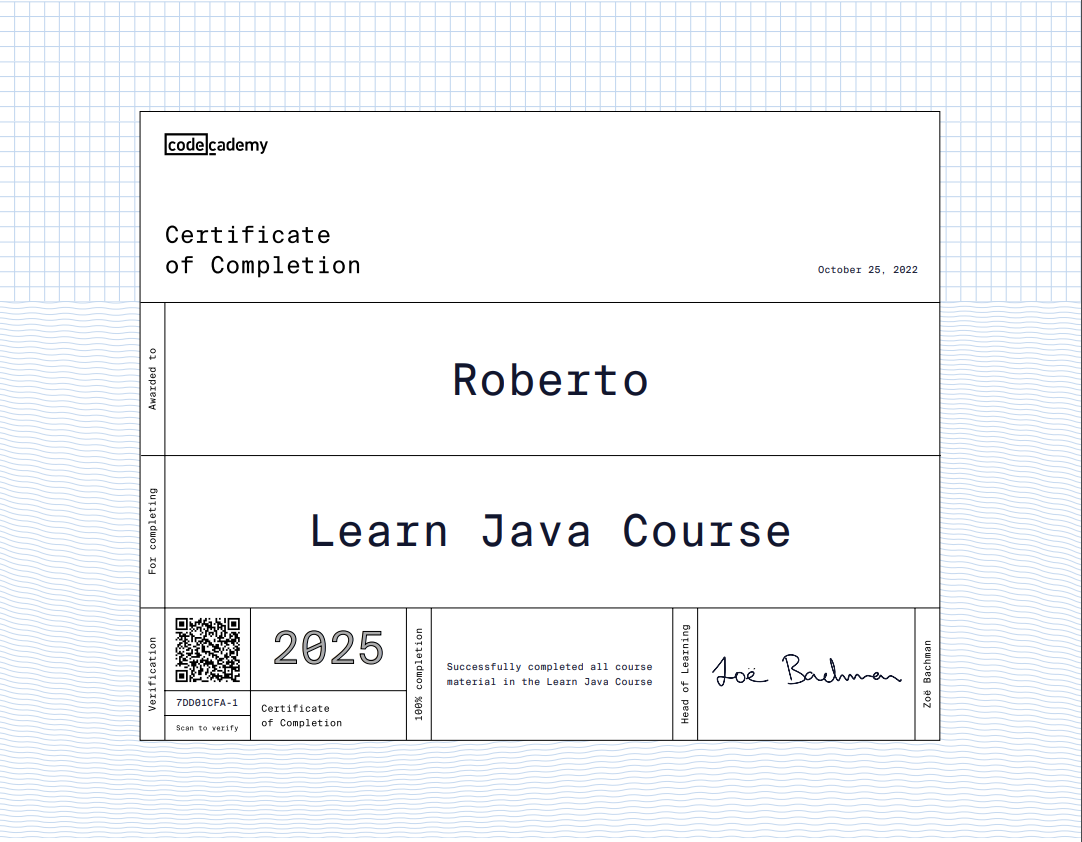 codecademy
Certificate
of Completion
October 25, 2022
Awarded to
Roberto
For completing
Learn Java Course
Verification
7DD01CFA-1
Scan to verify
2025
Certificate
of Completion
100% completion
Successfully completed all course
material in the Learn Java Course
Head of Learning
Zoë Bachman
Zoë Bachman